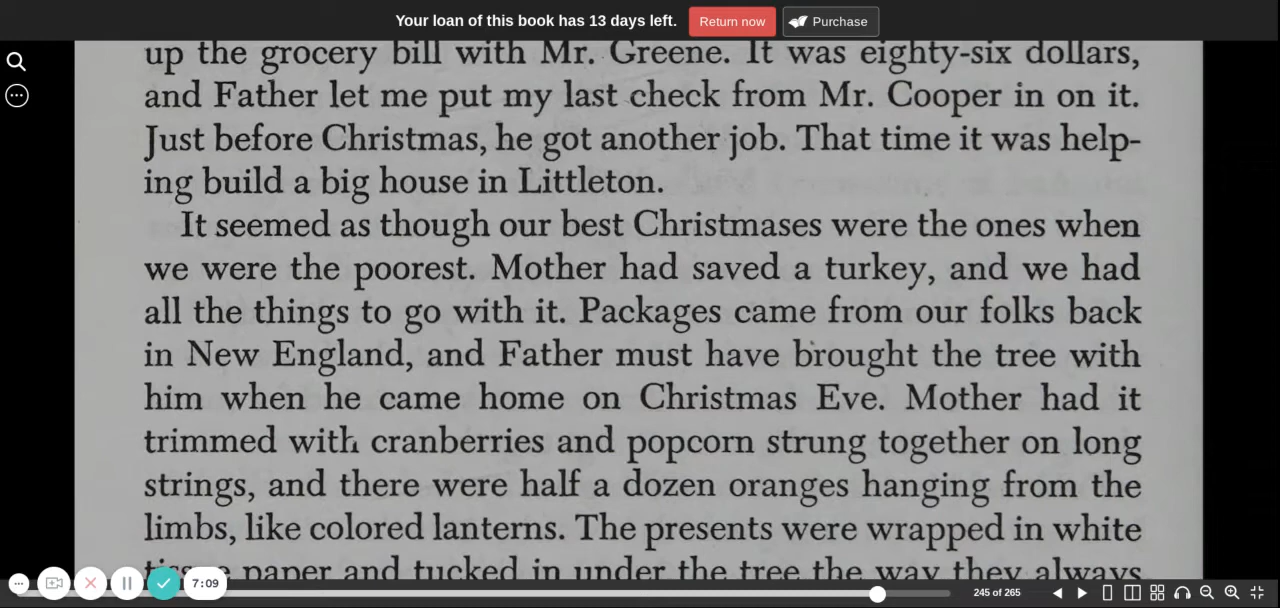 Your loan of this book has 13 days left. Return now Purchase
up the grocery bill with Mr. Greene. It was eighty-six dollars,
and Father let me put my last check from Mr. Cooper in on it.
Just before Christmas, he got another job. That time it was help-
ing build a big house in Littleton.
It seemed as though our best Christmases were the ones when
we were the poorest. Mother had saved a turkey, and we had
all the things to go with it. Packages came from our folks back
in New England, and Father must have brought the tree with
him when he came home on Christmas Eve. Mother had it
trimmed with cranberries and popcorn strung together on long
strings, and there were half a dozen oranges hanging from the
limbs, like colored lanterns. The presents were wrapped in white
paper and tucked in under the tree the way they always
7:09
245 of 265